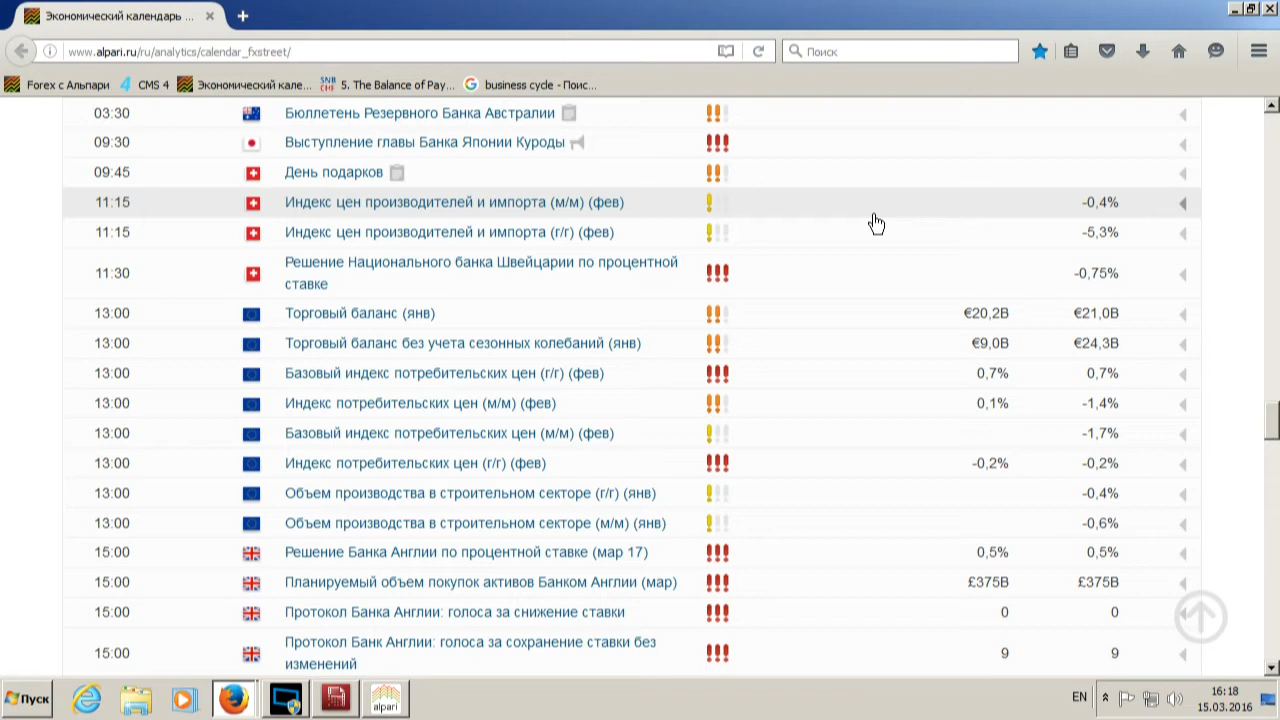 Экономический календарь ...
www.alpari.ru/ru/analytics/calendar_fxstreet/
Поиск
Forex с Альпари
4 CMS 4
Экономический кале...
SNB
5. The Balance of Pay...
G business cycle - Поис...
03:30 Бюллетень Резервного Банка Австралии
09:30 Выступление главы Банка Японии Куроды
09:45 День подарков
11:15 Индекс цен производителей и импорта (м/м) (фев) -0,4%
11:15 Индекс цен производителей и импорта (г/г) (фев) -5,3%
11:30 Решение Национального банка Швейцарии по процентной ставке -0,75%
13:00 Торговый баланс (янв) €20,2B €21,0B
13:00 Торговый баланс без учета сезонных колебаний (янв) €9,0B €24,3B
13:00 Базовый индекс потребительских цен (г/г) (фев) 0,7% 0,7%
13:00 Индекс потребительских цен (м/м) (фев) 0,1% -1,4%
13:00 Базовый индекс потребительских цен (м/м) (фев) -1,7%
13:00 Индекс потребительских цен (г/г) (фев) -0,2% -0,2%
13:00 Объем производства в строительном секторе (г/г) (янв) -0,4%
13:00 Объем производства в строительном секторе (м/м) (янв) -0,6%
15:00 Решение Банка Англии по процентной ставке (мар 17) 0,5% 0,5%
15:00 Планируемый объем покупок активов Банком Англии (мар) £375B £375B
15:00 Протокол Банка Англии: голоса за снижение ставки 0 0
15:00 Протокол Банк Англии: голоса за сохранение ставки без изменений 9 9
Пуск
alpari
EN
16:18
15.03.2016